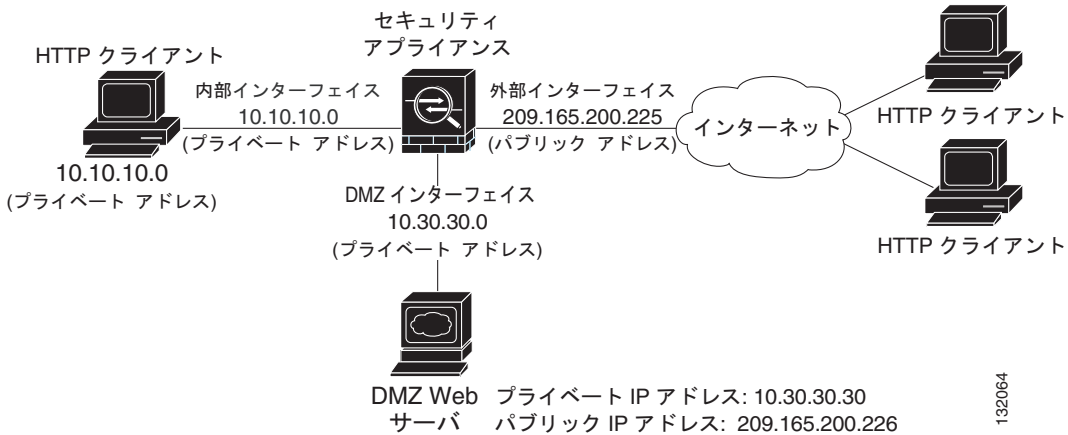 セキュリティ
アプライアンス
HTTP クライアント
内部インターフェイス
10.10.10.0
(プライベート アドレス)
外部インターフェイス
209.165.200.225
(パブリック アドレス)
インターネット
HTTP クライアント
10.10.10.0
(プライベート アドレス)
DMZ インターフェイス
10.30.30.0
(プライベート アドレス)
HTTP クライアント
DMZ Web
サーバ
プライベート IP アドレス: 10.30.30.30
パブリック IP アドレス: 209.165.200.226
132064